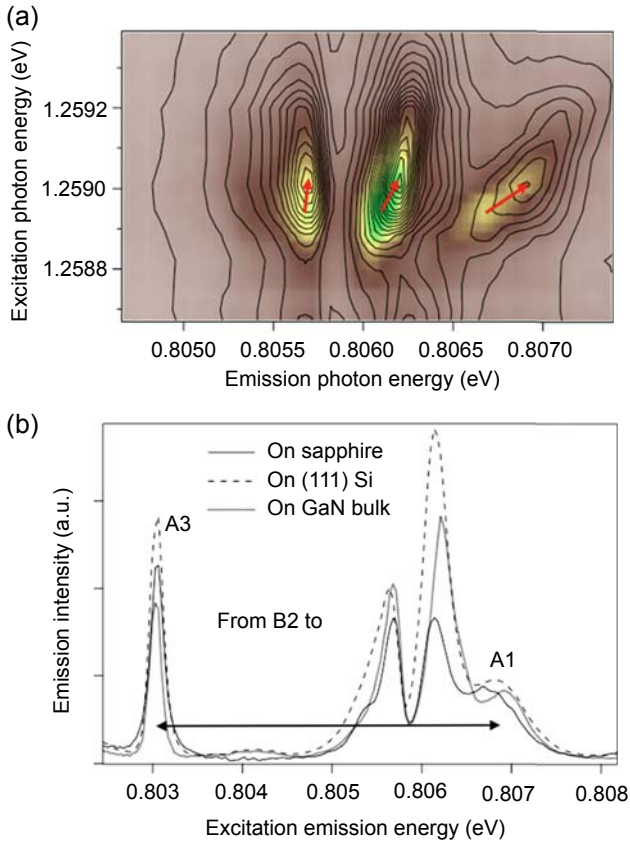 (a)
Excitation photon energy (eV)
1.2592
1.2590
1.2588
0.8050 0.8055 0.8060 0.8065 0.8070
Emission photon energy (eV)
(b)
Emission intensity (a.u.)
On sapphire
On (111) Si
On GaN bulk
A3
From B2 to
A1
0.803 0.804 0.805 0.806 0.807 0.808
Excitation emission energy (eV)